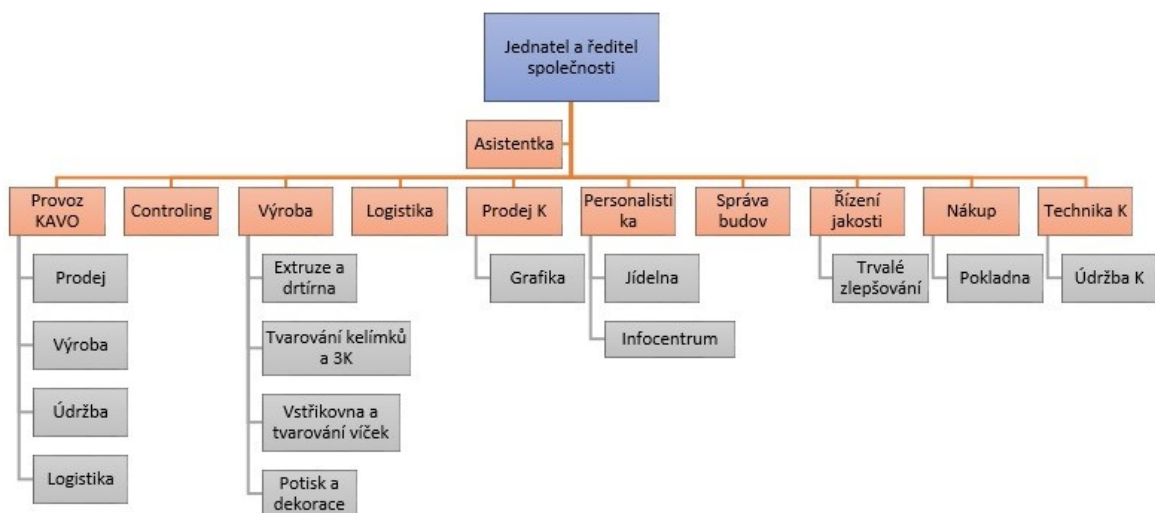 Jednatel a ředitel
společnosti
Asistentka
Provoz
KAVO
Controling
Výroba
Logistika
Prodej K
Personalisti
ka
Správa
budov
Řízení
jakosti
Nákup
Technika K
Prodej
Výroba
Údržba
Logistika
Extruze a
drtírna
Tvarování kelímků
a 3K
Vstřikovna a
tvarování víček
Potisk a
dekorace
Grafika
Jídelna
Infocentrum
Trvalé
zlepšování
Pokladna
Údržba K